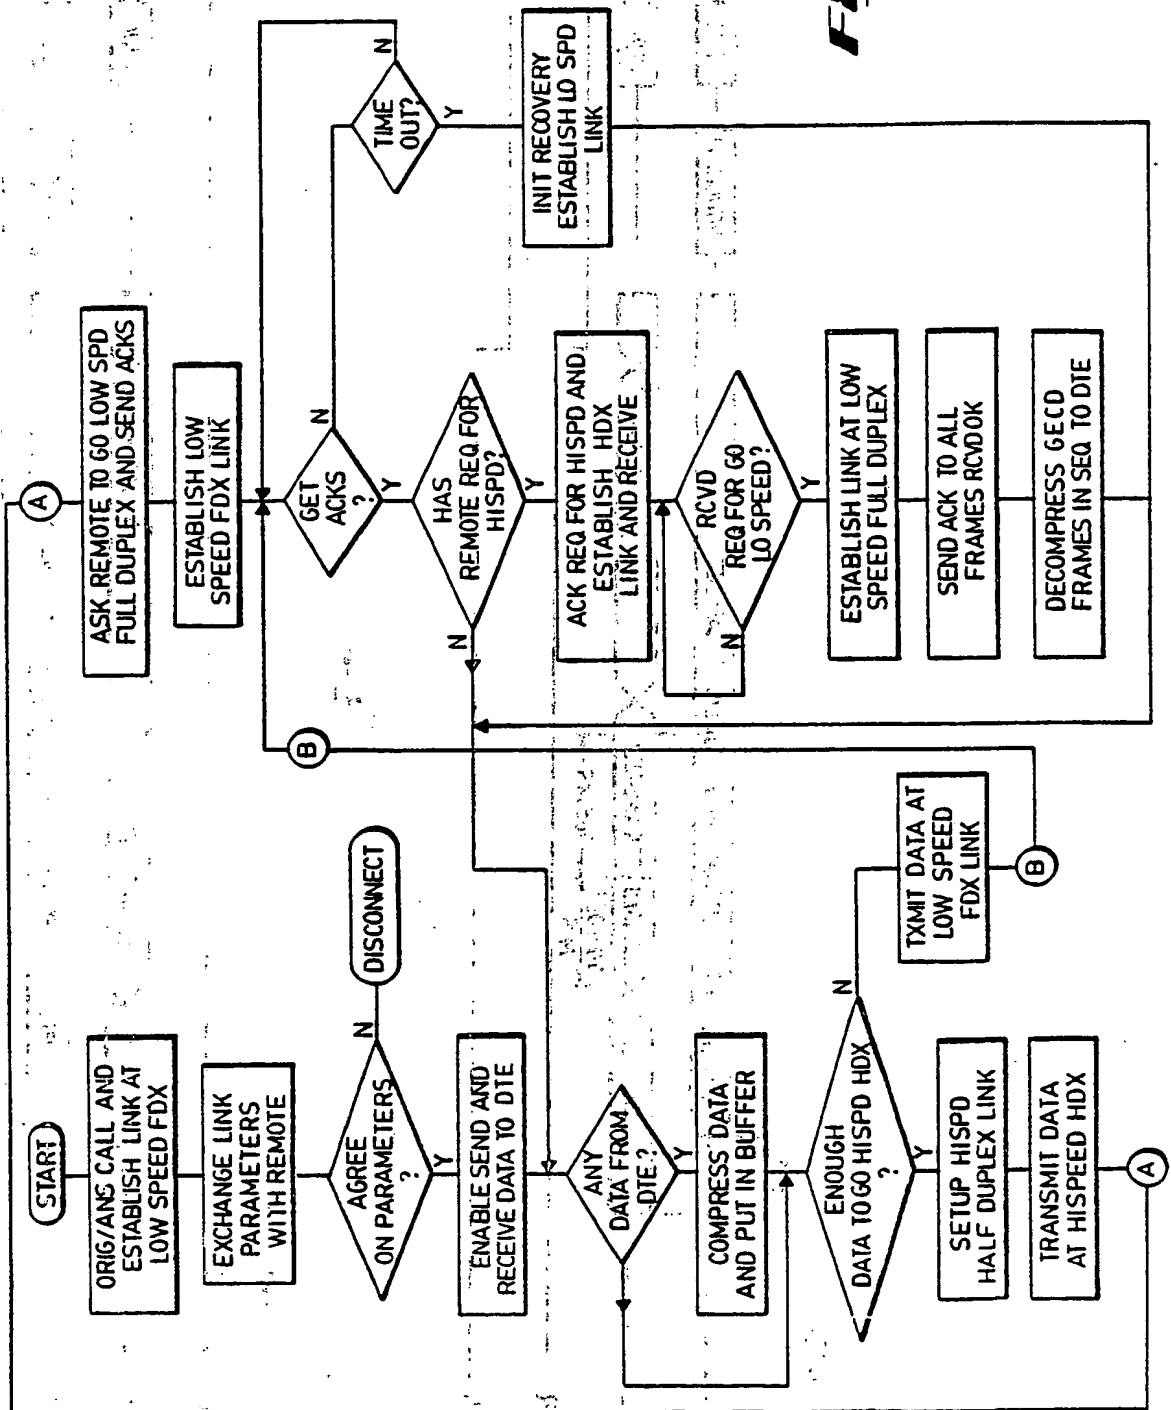 START
ORIG/ANS CALL AND
ESTABLISH LINK AT
LOW SPEED FDX
EXCHANGE LINK
PARAMETERS
WITH REMOTE
AGREE
ON PARAMETERS
?
N
DISCONNECT
Y
ENABLE SEND AND
RECEIVE DATA TO DTE
ANY
DATA FROM
DTE?
Y
COMPRESS DATA
AND PUT IN BUFFER
ENOUGH
DATA TO GO HISPD HDX
?
N
TXMIT DATA AT
LOW SPEED
FDX LINK
B
Y
SETUP HISPD
HALF DUPLEX LINK
TRANSMIT DATA
AT HISPEED HDX
A
A
ASK REMOTE TO GO LOW SPD
FULL DUPLEX AND SEND ACKS
ESTABLISH LOW
SPEED FDX LINK
B
GET
ACKS
?
N
TIME
OUT?
N
Y
INIT RECOVERY
ESTABLISH LO SPD
LINK
Y
HAS
REMOTE REQ FOR
HISPD?
N
Y
ACK REQ FOR HISPD AND
ESTABLISH HDX
LINK AND RECEIVE
RCVD
REQ FOR GO
LO SPEED?
N
Y
ESTABLISH LINK AT LOW
SPEED FULL DUPLEX
SEND ACK TO ALL
FRAMES RCVD OK
DECOMPRESS GECD
FRAMES IN SEQ TO DTE